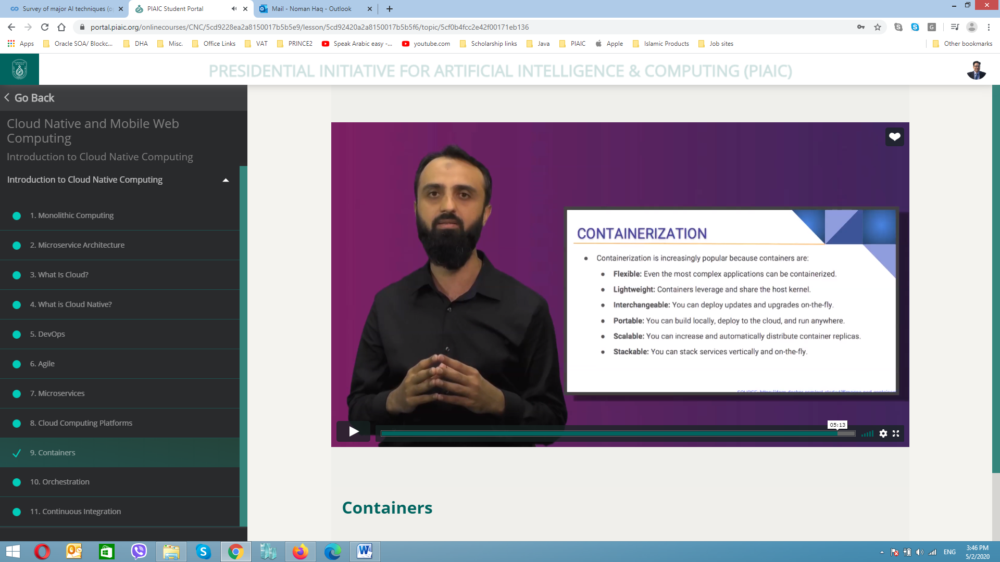 Survey of major AI techniques (o
PIAIC Student Portal
Mail - Noman Haq - Outlook
portal.piaic.org/onlinecourses/CNC/5cd9228ea2a8150017b5b5e9/lesson/5cd92420a2a8150017b5b5f6/topic/5cf0b4fcc2e42f00171eb136
Apps
Oracle SOA/ Blockc...
DHA
Misc.
Office Links
VAT
PRINCE2
Speak Arabic easy -...
youtube.com
Scholarship links
Java
PIAIC
Apple
Islamic Products
Job sites
Other bookmarks
PRESIDENTIAL INITIATIVE FOR ARTIFICIAL INTELLIGENCE & COMPUTING (PIAIC)
Go Back
Cloud Native and Mobile Web
Computing
Introduction to Cloud Native Computing
Introduction to Cloud Native Computing
1. Monolithic Computing
2. Microservice Architecture
3. What Is Cloud?
4. What is Cloud Native?
5. DevOps
6. Agile
7. Microservices
8. Cloud Computing Platforms
9. Containers
10. Orchestration
11. Continuous Integration
CONTAINERIZATION
• Containerization is increasingly popular because containers are:
• Flexible: Even the most complex applications can be containerized.
• Lightweight: Containers leverage and share the host kernel.
• Interchangeable: You can deploy updates and upgrades on-the-fly.
• Portable: You can build locally, deploy to the cloud, and run anywhere.
• Scalable: You can increase and automatically distribute container replicas.
• Stackable: You can stack services vertically and on-the-fly.
05:13
Containers
ENG
3:46 PM
5/2/2020